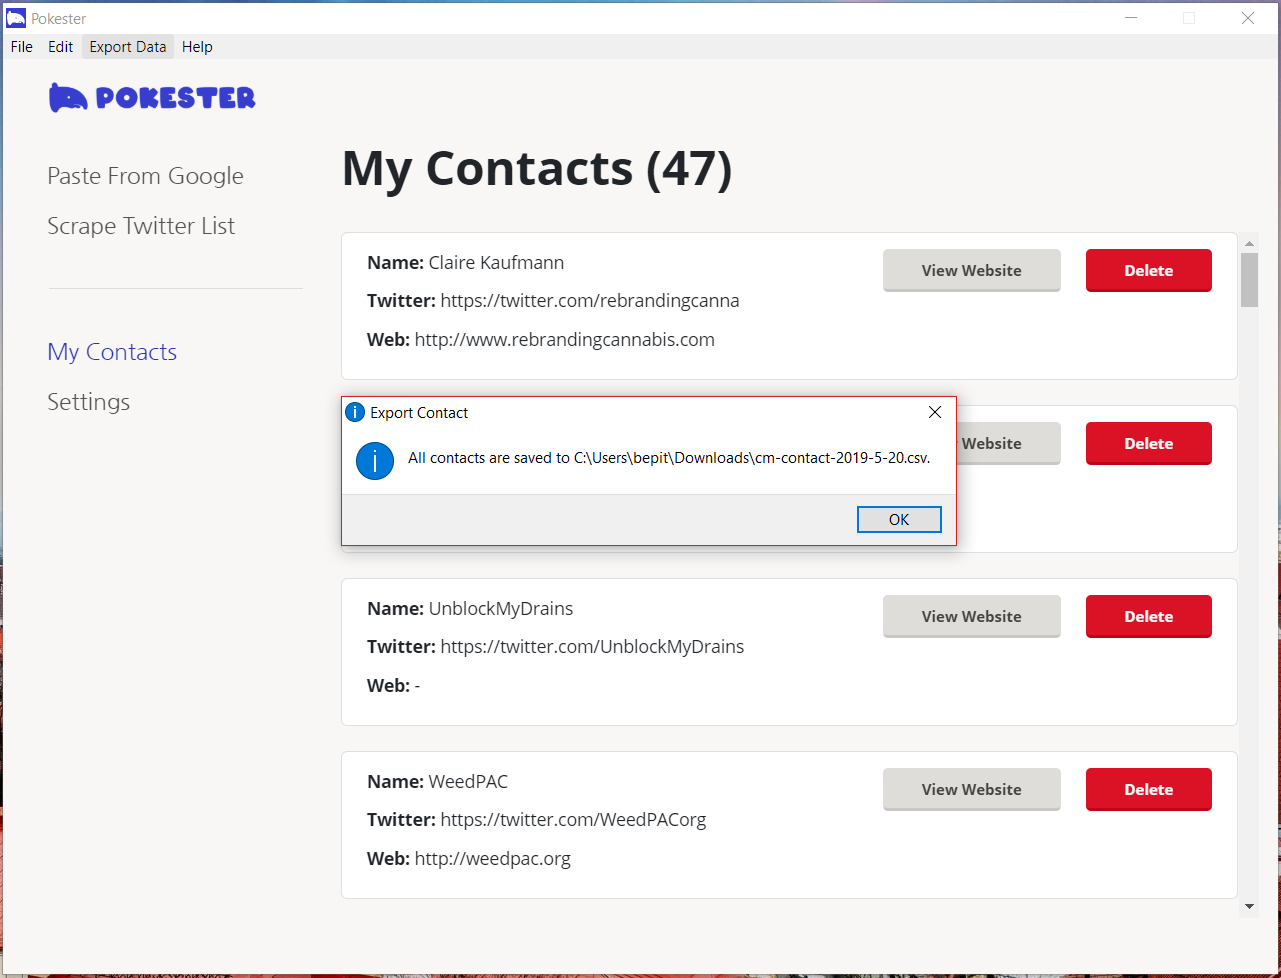 Pokester
File Edit Export Data Help
POKESTER
Paste From Google
Scrape Twitter List
My Contacts
Settings
My Contacts (47)
Name: Claire Kaufmann
Twitter: https://twitter.com/rebrandingcanna
Web: http://www.rebrandingcannabis.com
View Website
Delete
Export Contact
All contacts are saved to C:\Users\bepit\Downloads\cm-contact-2019-5-20.csv.
OK
Website
Delete
Name: UnblockMyDrains
Twitter: https://twitter.com/UnblockMyDrains
Web: -
View Website
Delete
Name: WeedPAC
Twitter: https://twitter.com/WeedPACorg
Web: http://weedpac.org
View Website
Delete